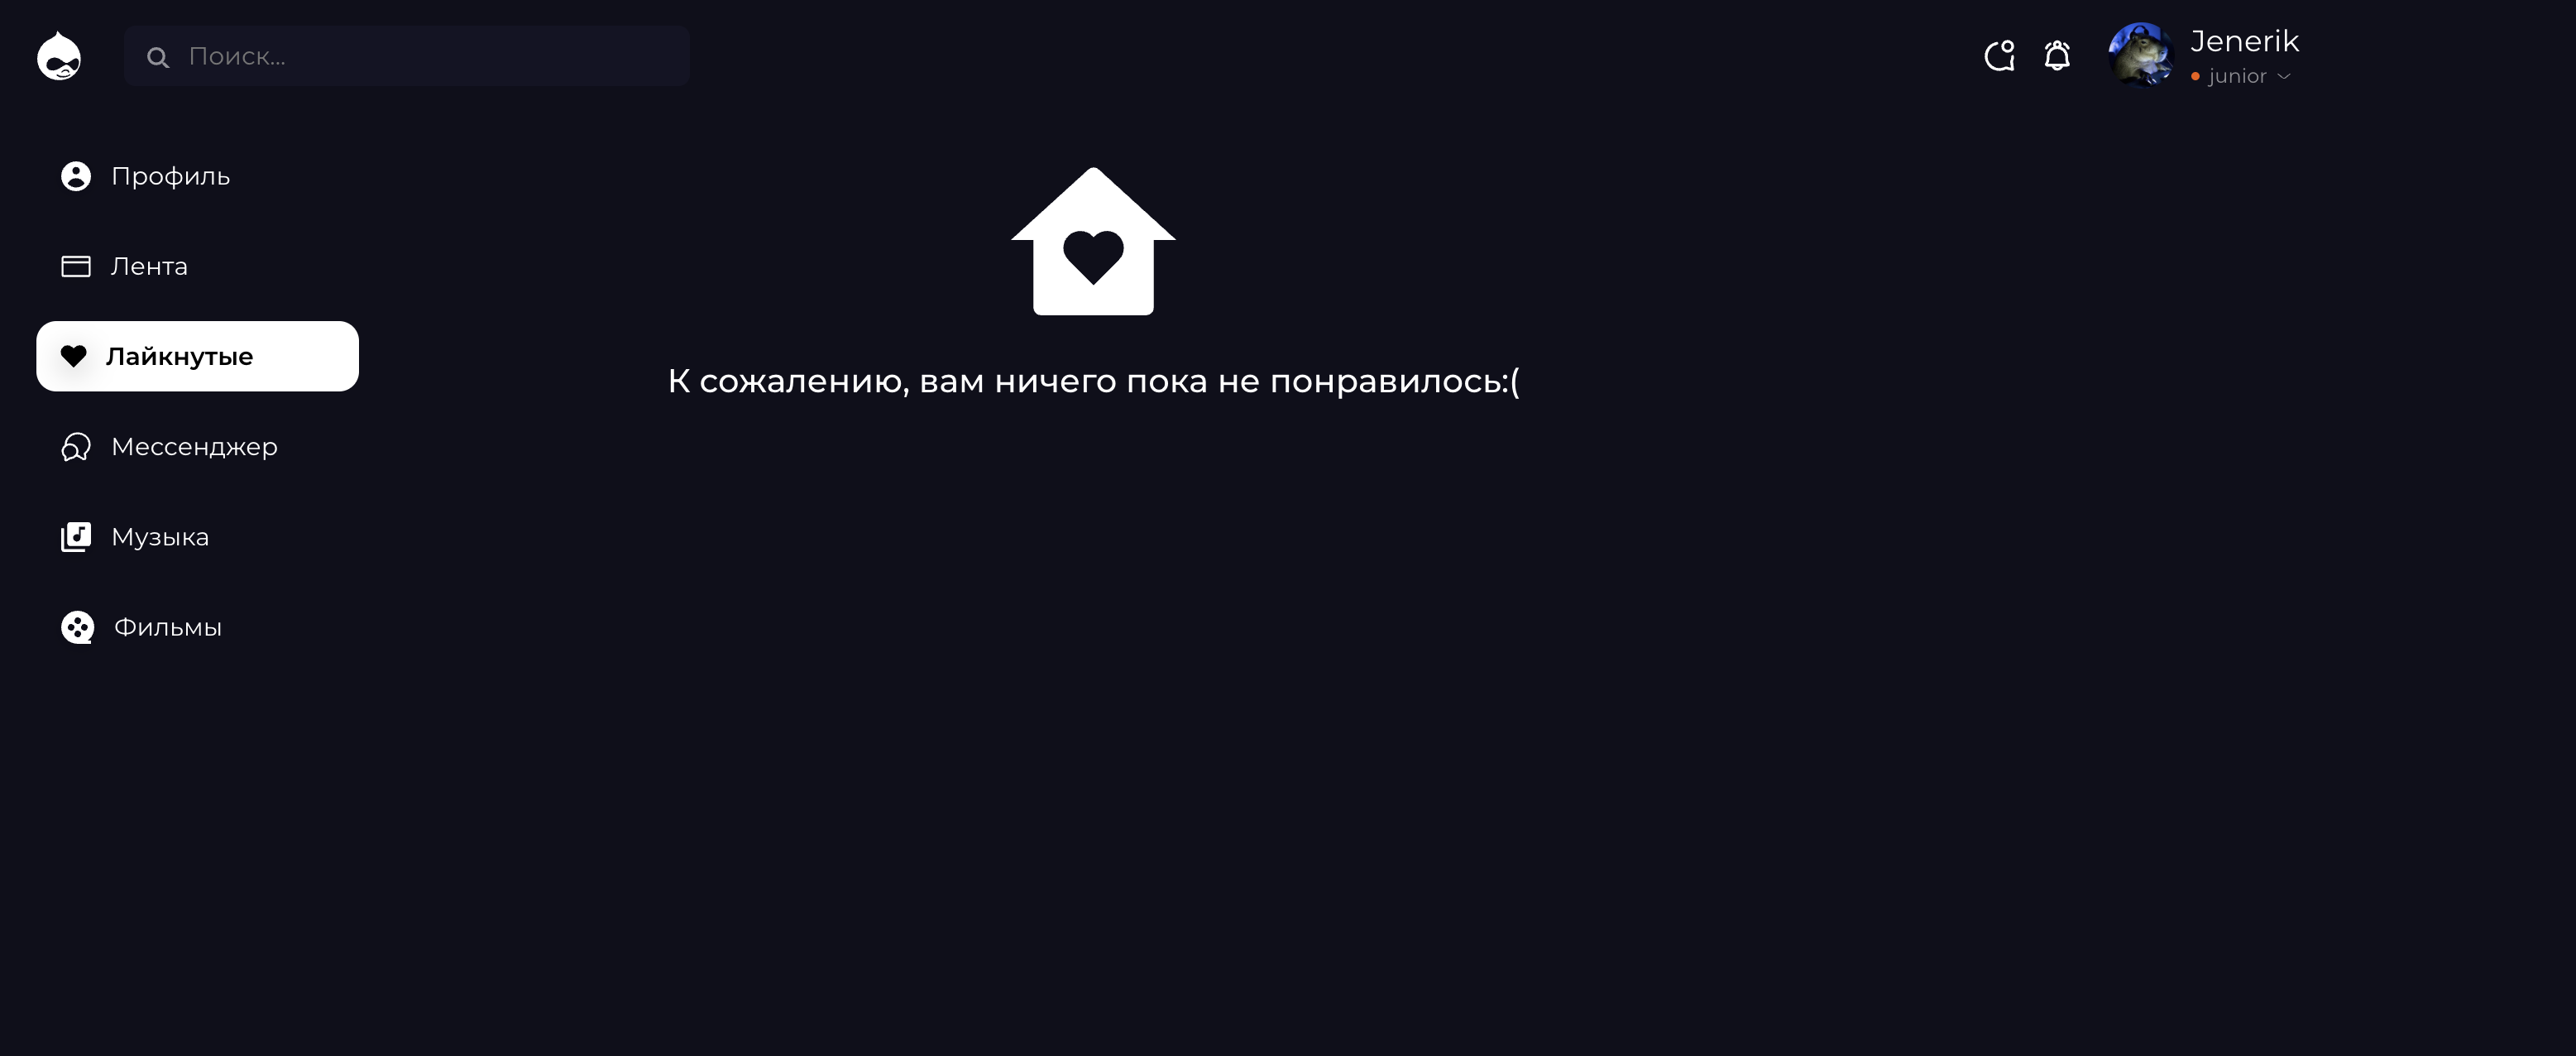 Поиск...
Jenerik
junior
Профиль
Лента
Лайкнутые
Мессенджер
Музыка
Фильмы
К сожалению, вам ничего пока не понравилось:(